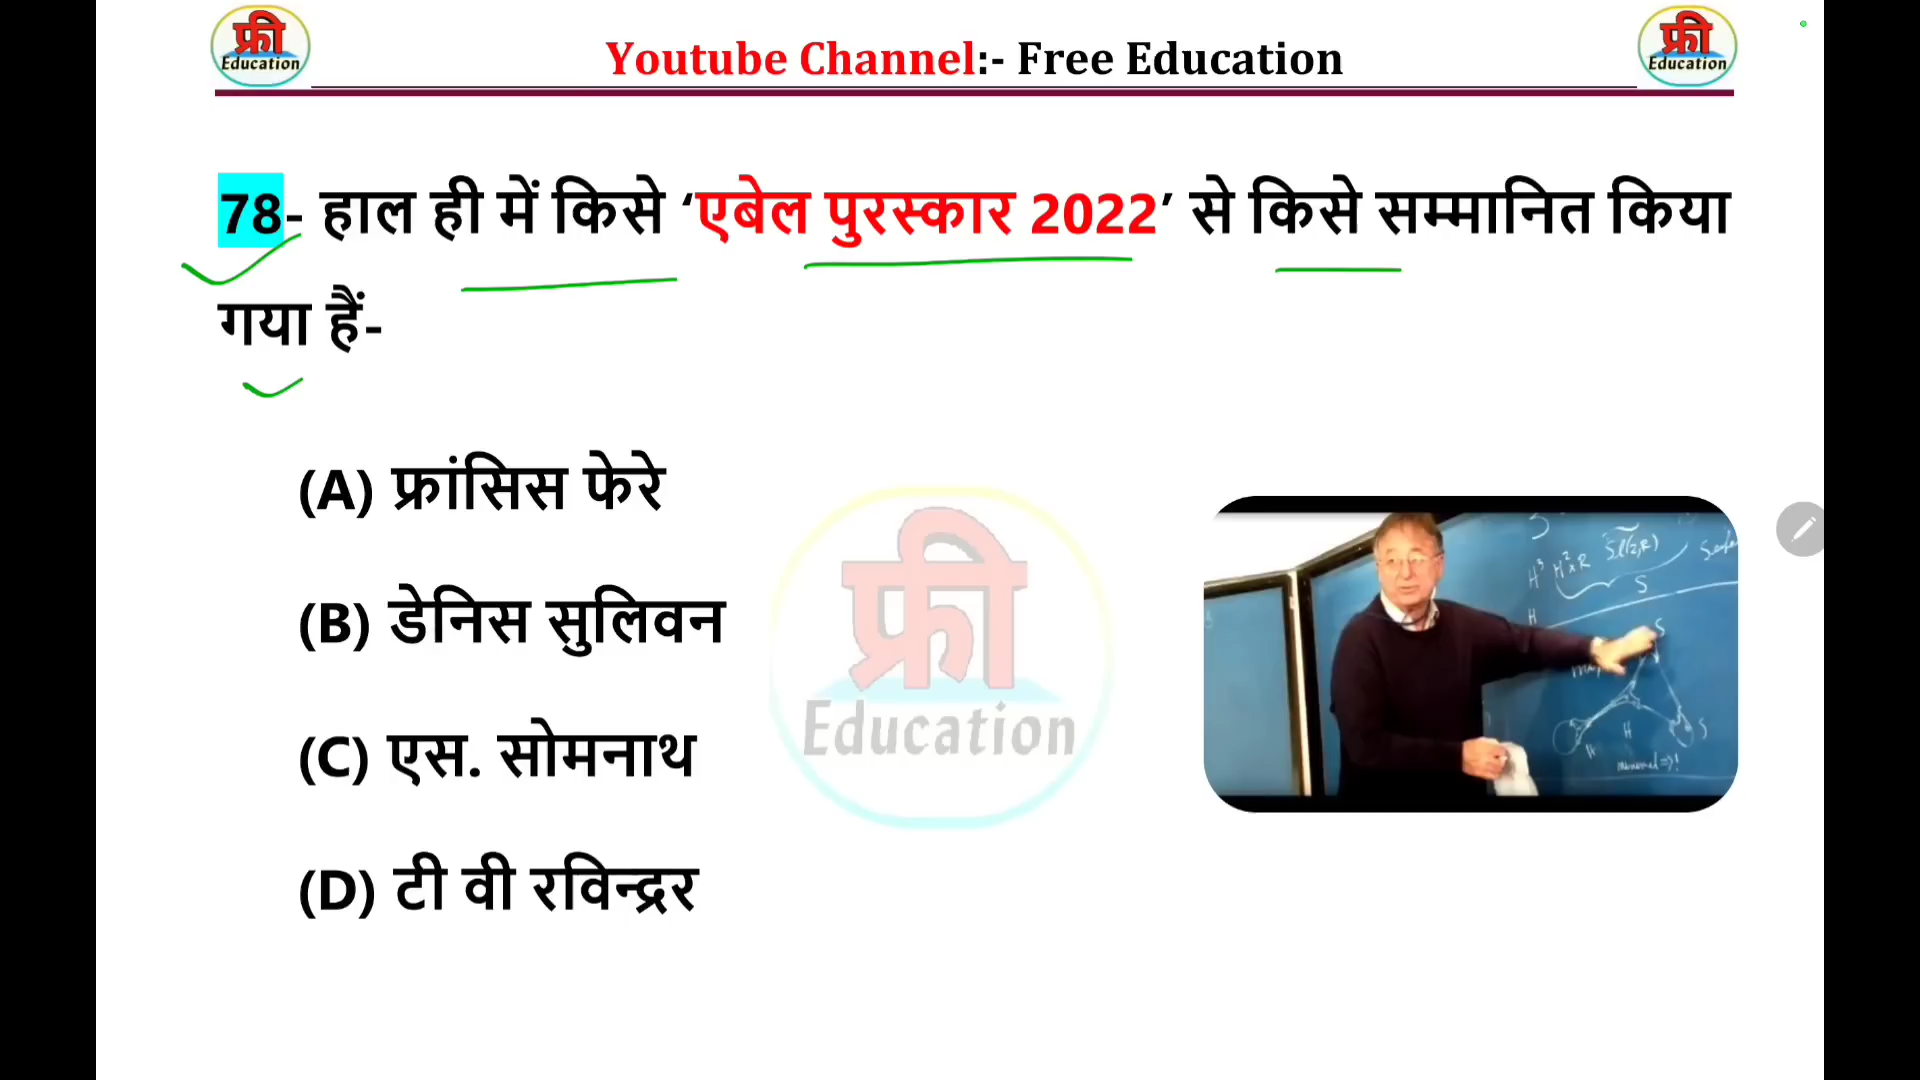 फ्री
Education
Youtube Channel:- Free Education
फ्री
Education
78- हाल ही में किसे ‘एबेल पुरस्कार 2022’ से किसे सम्मानित किया
गया हैं-
(A) फ्रांसिस फेरे
(B) डेनिस सुलिवन
(C) एस. सोमनाथ
(D) टी वी रविन्द्रर
फ्री
Education